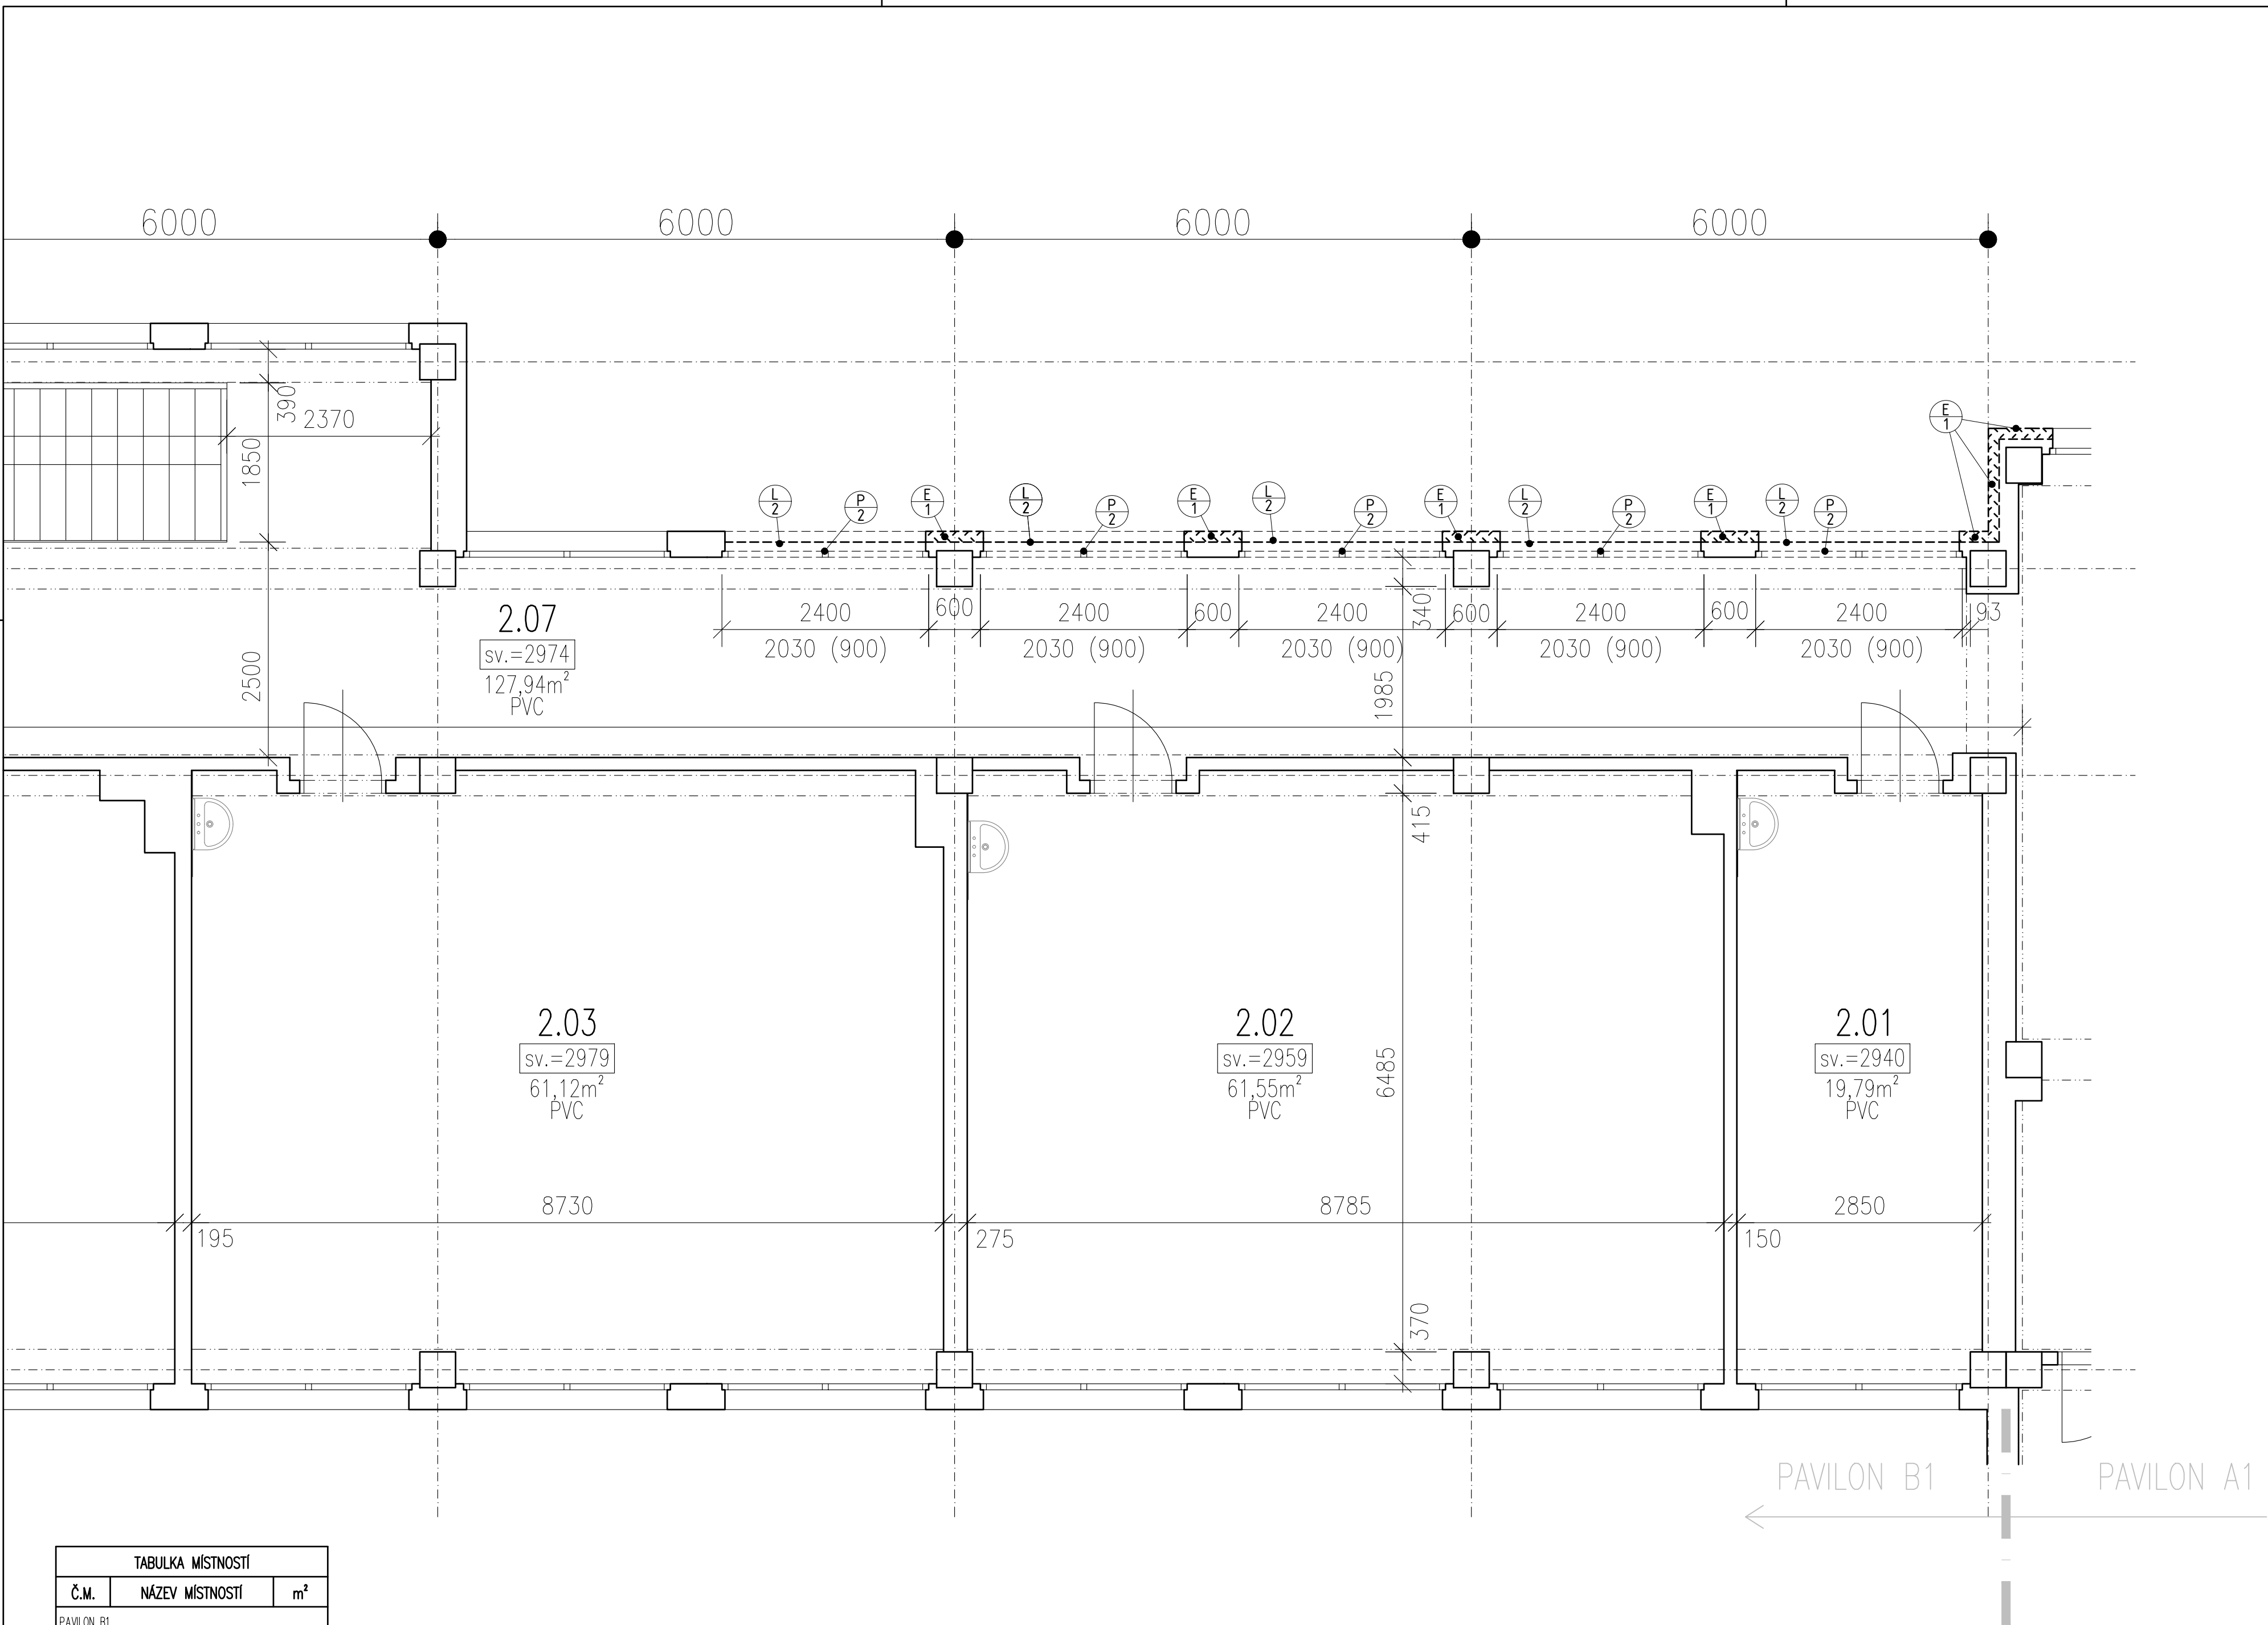 6000 6000 6000 6000
390
2370
1850
E 1
L 2 P 2 E 1 L 2 P 2 E 1 L 2 P 2 E 1 L 2 P 2 E 1 L 2 P 2
2400 600 2400 600 2400 340 600 2400 600 2400 93
2030 (900) 2030 (900) 2030 (900) 2030 (900) 2030 (900)
2.07
sv.=2974
127,94m²
PVC
2500
1985
415
2.03
sv.=2979
61,12m²
PVC
2.02
sv.=2959
61,55m²
PVC
6485
2.01
sv.=2940
19,79m²
PVC
8730 8785 2850
195 275 150
370
PAVILON B1 PAVILON A1
TABULKA MÍSTNOSTÍ
Č.M. NÁZEV MÍSTNOSTÍ m²
PAVILON B1